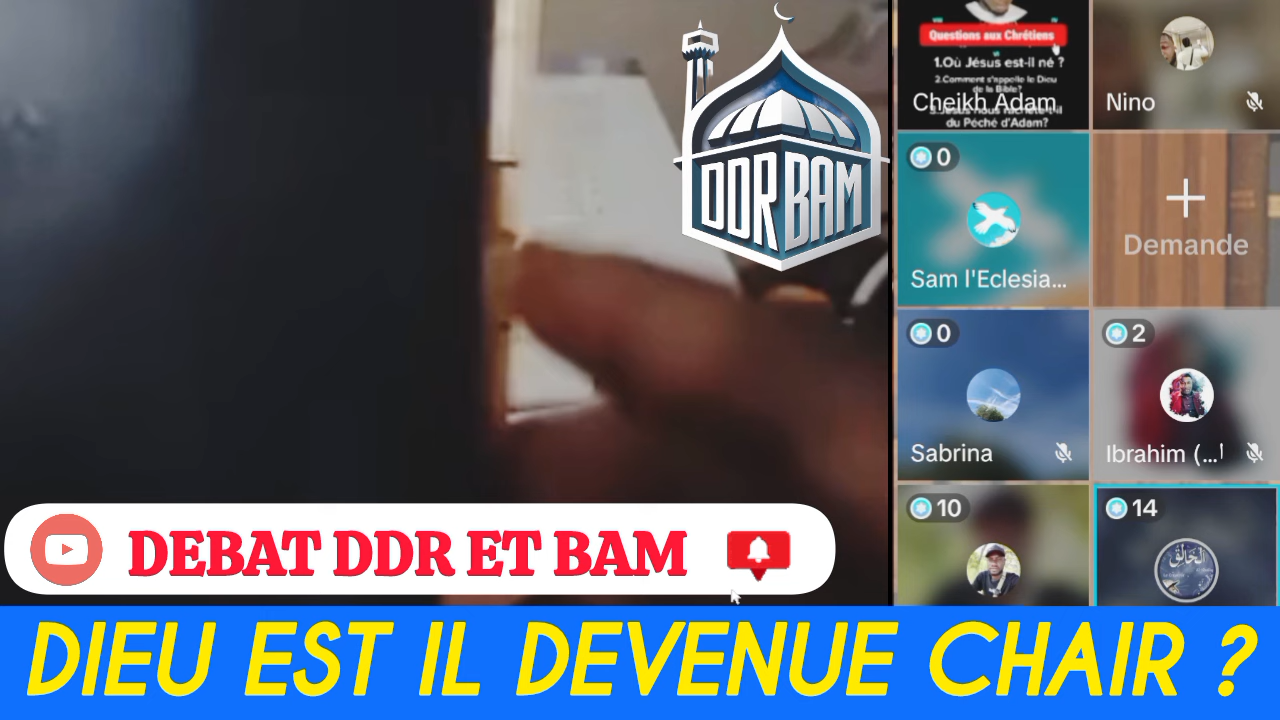 DDR BAM
Questions aux Chrétiens
1.Où Jésus est-il né ?
2.Comment s'appelle le Dieu
de la Bible?
Cheikh Adam
du Péché d'Adam?
Nino
0
Sam l'Eclesia...
Demande
0
Sabrina
2
Ibrahim (...
10
14
الخالق
DEBAT DDR ET BAM
DIEU EST IL DEVENUE CHAIR ?